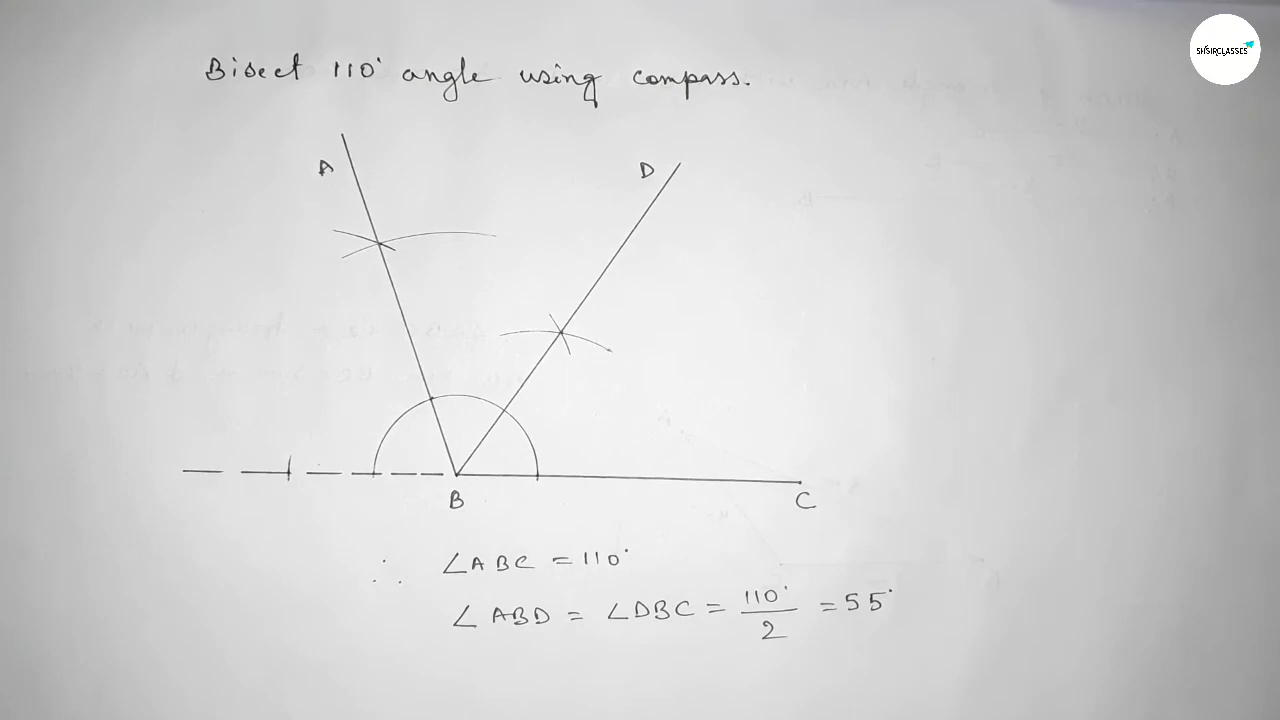 SHSIRCLASSES
Bisect 110° angle using compass.
A
D
B
C
∴ ∠ABC = 110°
∠ABD = ∠DBC = 110°/2 = 55°